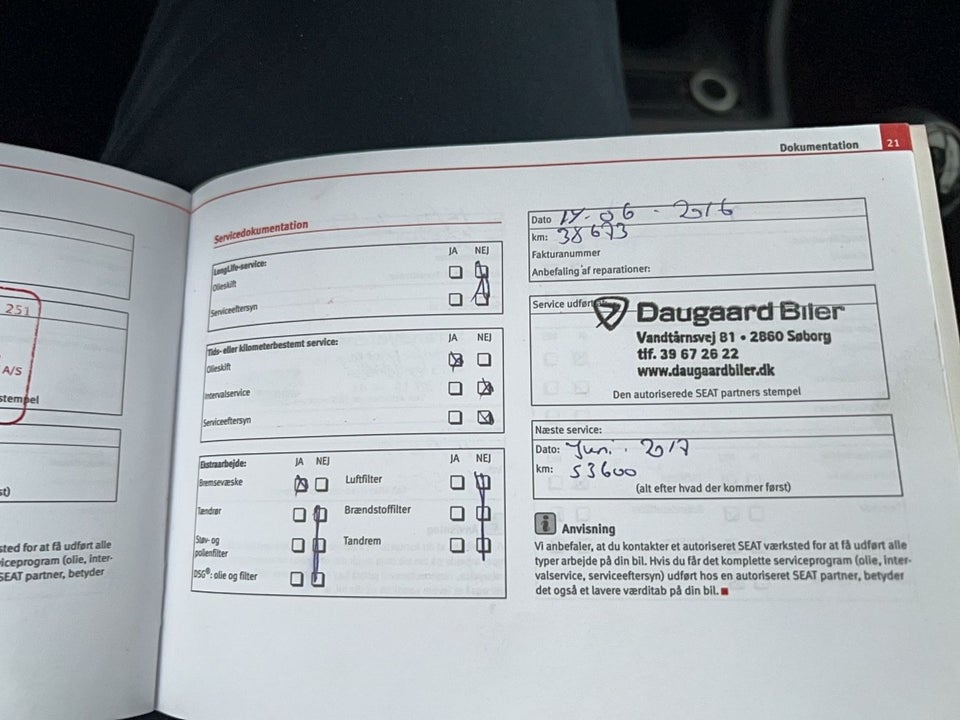 Dokumentation 21
251
A/S
stempel
st)
sted for at få udført alle
viceprogram (olie, inter-
SEAT partner, betyder
Servicedokumentation
JA NEJ
LongLife-service:
Olieskift
Serviceeftersyn
JA NEJ
Tids- eller kilometerbestemt service:
Olieskift
Intervalservice
Serviceeftersyn
JA NEJ JA NEJ
Ekstraarbejde:
Bremsevæske Luftfilter
Tændrør Brændstoffilter
Støv- og
pollenfilter Tandrem
DSG®: olie og filter
Dato -06-2016
km: 38673
Fakturanummer
Anbefaling af reparationer:
Service udført
Daugaard Biler
Vandtårnsvej 81 • 2860 Søborg
tlf. 39 67 26 22
www.daugaardbiler.dk
Den autoriserede SEAT partners stempel
Næste service:
Dato: Juni. 2017
km: 53600
(alt efter hvad der kommer først)
i Anvisning
Vi anbefaler, at du kontakter et autoriseret SEAT værksted for at få udført alle
typer arbejde på din bil. Hvis du får det komplette serviceprogram (olie, inter-
valservice, serviceeftersyn) udført hos en autoriseret SEAT partner, betyder
det også et lavere værditab på din bil.